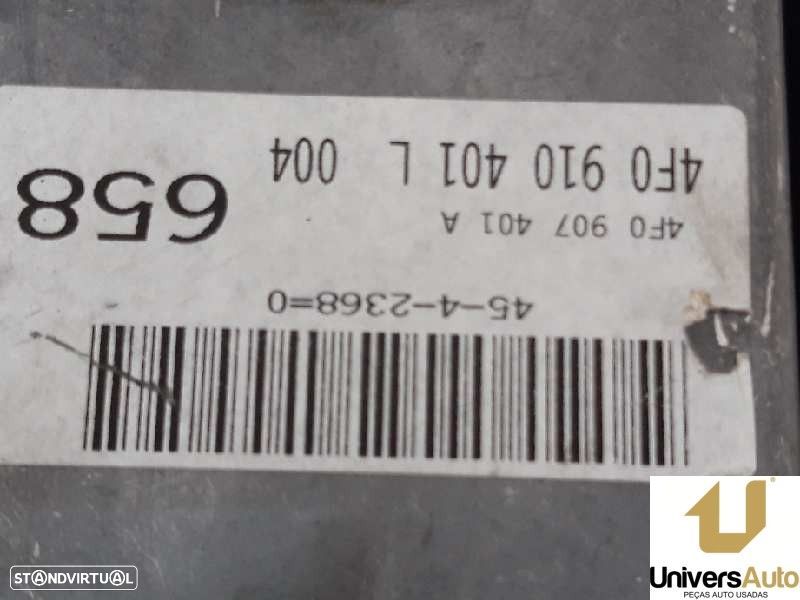 45-4-2368=0
4F0 907 401 A
4F0 910 401 L 004
658
STANDVIRTUAL
UniversAuto
PEÇAS AUTO USADAS